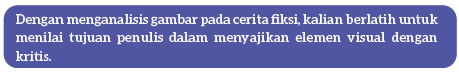 Dengan menganalisis gambar pada cerita fiksi, kalian berlatih untuk
menilai tujuan penulis dalam menyajikan elemen visual dengan
kritis.